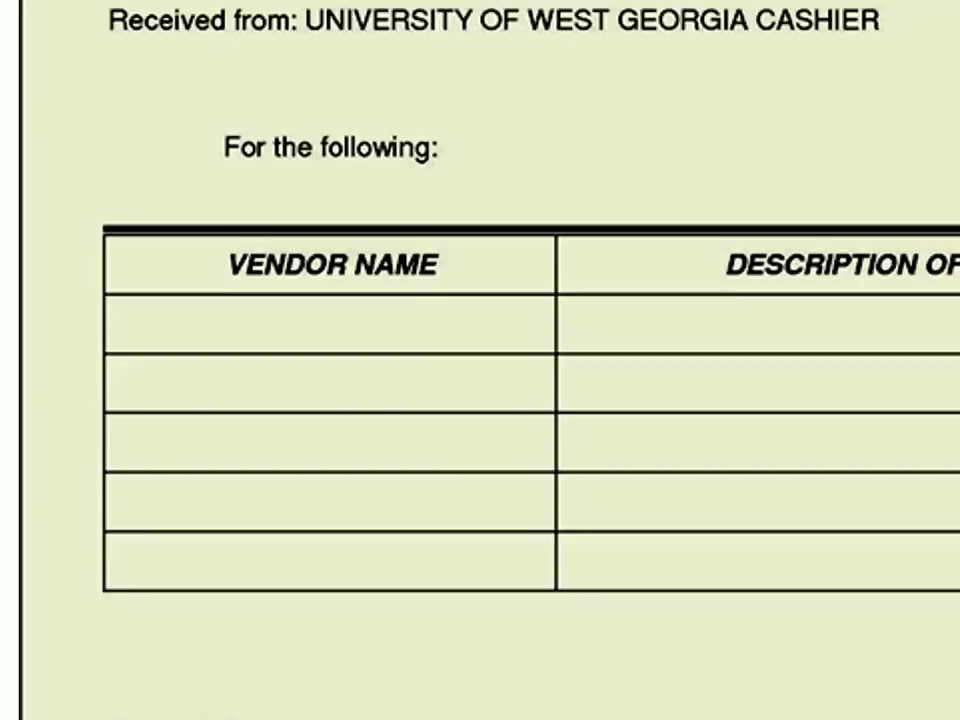 Received from: UNIVERSITY OF WEST GEORGIA CASHIER
For the following:
VENDOR NAME DESCRIPTION OF